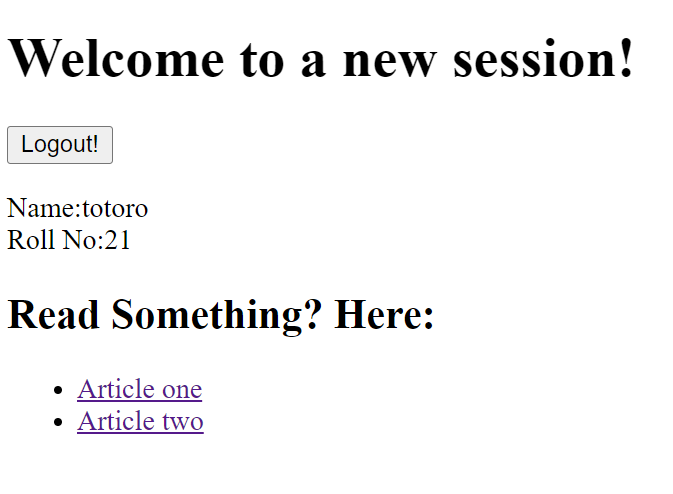 Welcome to a new session!
Logout!
Name:totoro
Roll No:21
Read Something? Here:
Article one
Article two